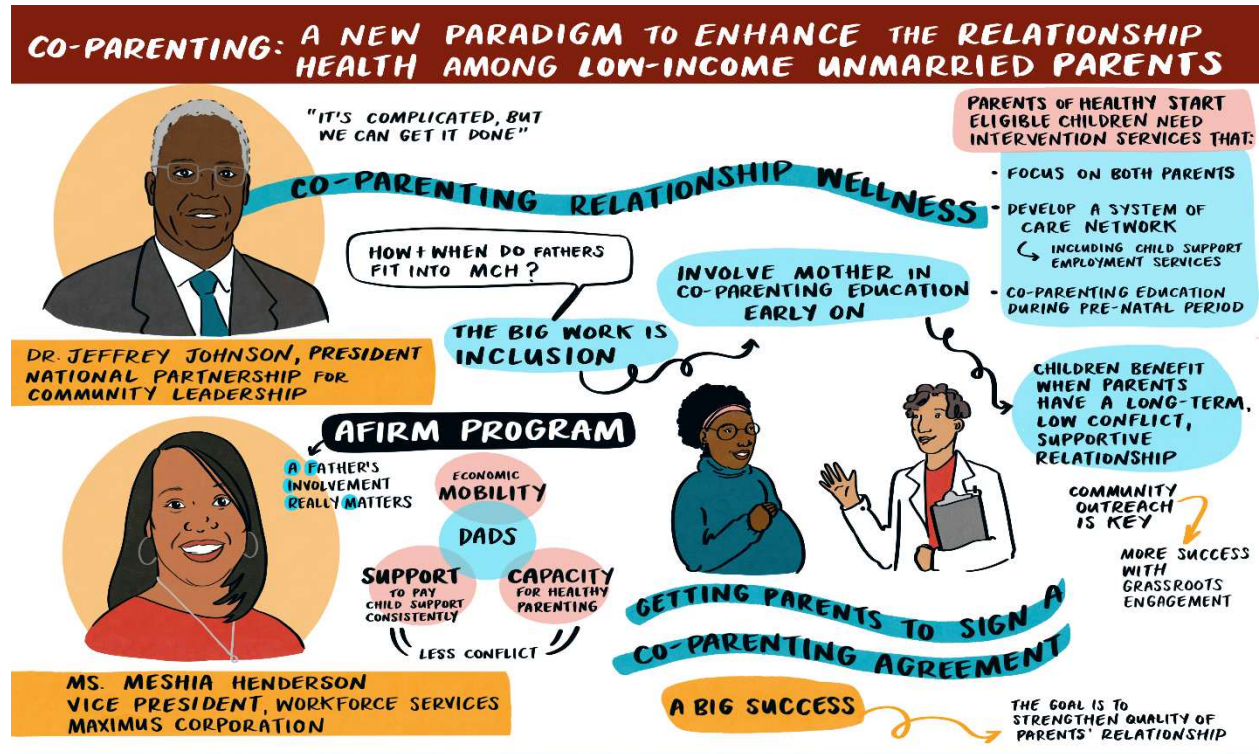 CO-PARENTING: A NEW PARADIGM TO ENHANCE THE RELATIONSHIP
HEALTH AMONG LOW-INCOME UNMARRIED PARENTS
"IT'S COMPLICATED, BUT
WE CAN GET IT DONE"
CO-PARENTING RELATIONSHIP WELLNESS
PARENTS OF HEALTHY START
ELIGIBLE CHILDREN NEED
INTERVENTION SERVICES THAT:
• FOCUS ON BOTH PARENTS
• DEVELOP A SYSTEM OF
CARE NETWORK
INCLUDING CHILD SUPPORT
EMPLOYMENT SERVICES
• CO-PARENTING EDUCATION
DURING PRE-NATAL PERIOD
HOW + WHEN DO FATHERS
FIT INTO MCH?
THE BIG WORK IS
INCLUSION
INVOLVE MOTHER IN
CO-PARENTING EDUCATION
EARLY ON
CHILDREN BENEFIT
WHEN PARENTS
HAVE A LONG-TERM,
LOW CONFLICT,
SUPPORTIVE
RELATIONSHIP
DR. JEFFREY JOHNSON, PRESIDENT
NATIONAL PARTNERSHIP FOR
COMMUNITY LEADERSHIP
AFIRM PROGRAM
A FATHER'S
INVOLVEMENT
REALLY MATTERS
ECONOMIC
MOBILITY
DADS
SUPPORT
TO PAY
CHILD SUPPORT
CONSISTENTLY
CAPACITY
FOR HEALTHY
PARENTING
LESS CONFLICT
COMMUNITY
OUTREACH
IS KEY
MORE SUCCESS
WITH
GRASSROOTS
ENGAGEMENT
GETTING PARENTS TO SIGN A
CO-PARENTING AGREEMENT
MS. MESHIA HENDERSON
VICE PRESIDENT, WORKFORCE SERVICES
MAXIMUS CORPORATION
A BIG SUCCESS
THE GOAL IS TO
STRENGTHEN QUALITY OF
PARENTS' RELATIONSHIP